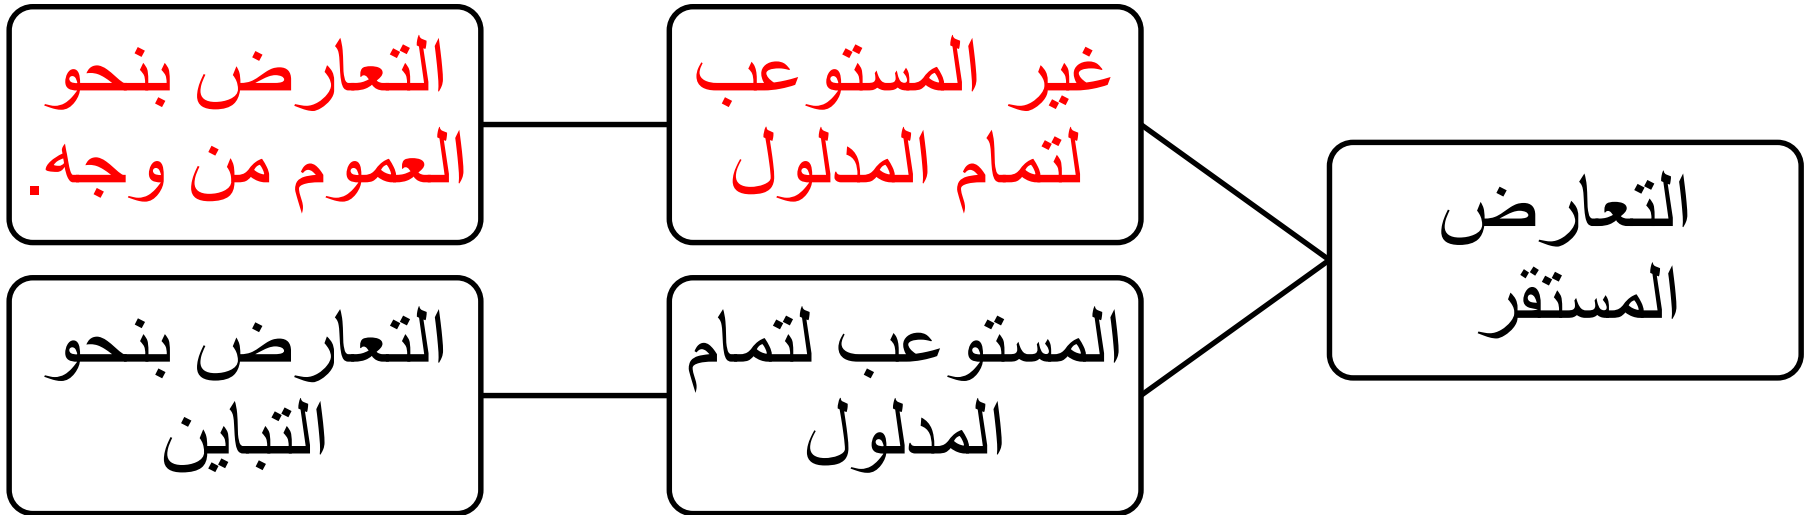 التعارض
المستقر
غير المستوعب
لتمام المدلول
التعارض بنحو
العموم من وجه.
المستوعب لتمام
المدلول
التعارض بنحو
التباين